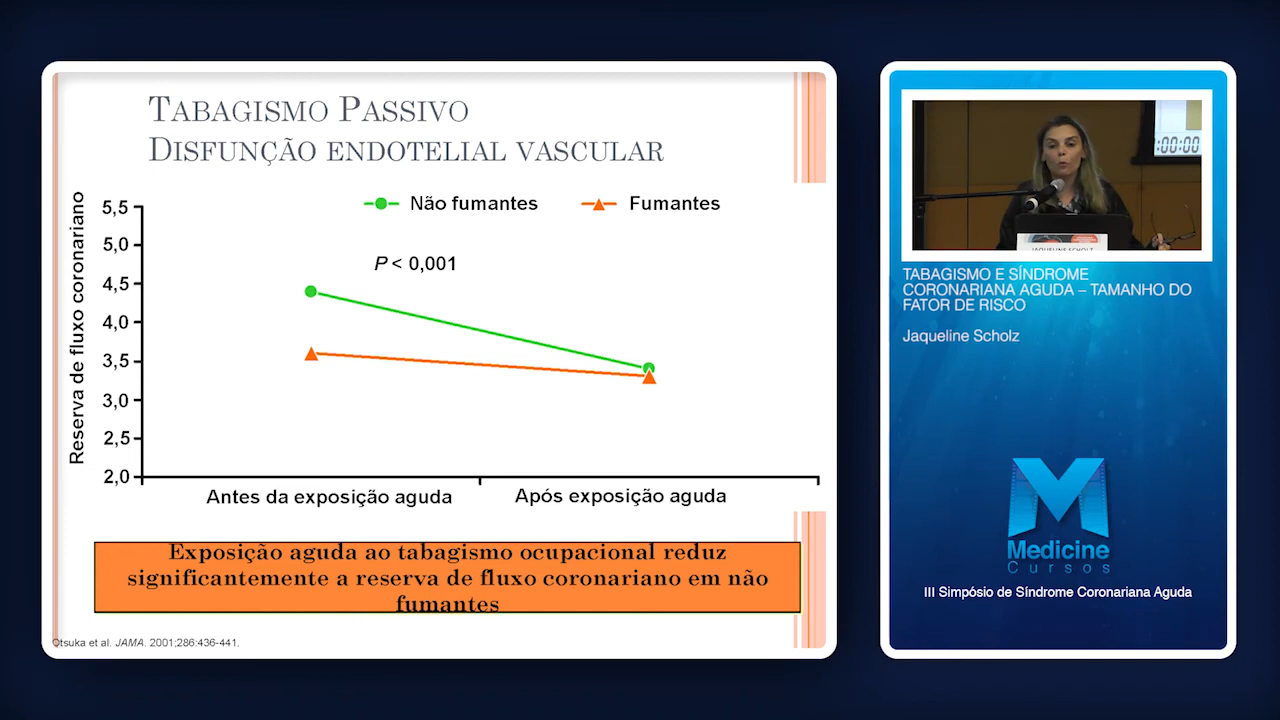 TABAGISMO PASSIVO
DISFUNÇÃO ENDOTELIAL VASCULAR
Reserva de fluxo coronariano
5,5
5,0
4,5
4,0
3,5
3,0
2,5
2,0
Não fumantes
Fumantes
P < 0,001
Antes da exposição aguda
Após exposição aguda
Exposição aguda ao tabagismo ocupacional reduz
significantemente a reserva de fluxo coronariano em não
fumantes
Otsuka et al. JAMA. 2001;286:436-441.
:00:00
JAQUELINE SCHOLZ
TABAGISMO E SÍNDROME
CORONARIANA AGUDA – TAMANHO DO
FATOR DE RISCO
Jaqueline Scholz
Medicine
Cursos
III Simpósio de Síndrome Coronariana Aguda